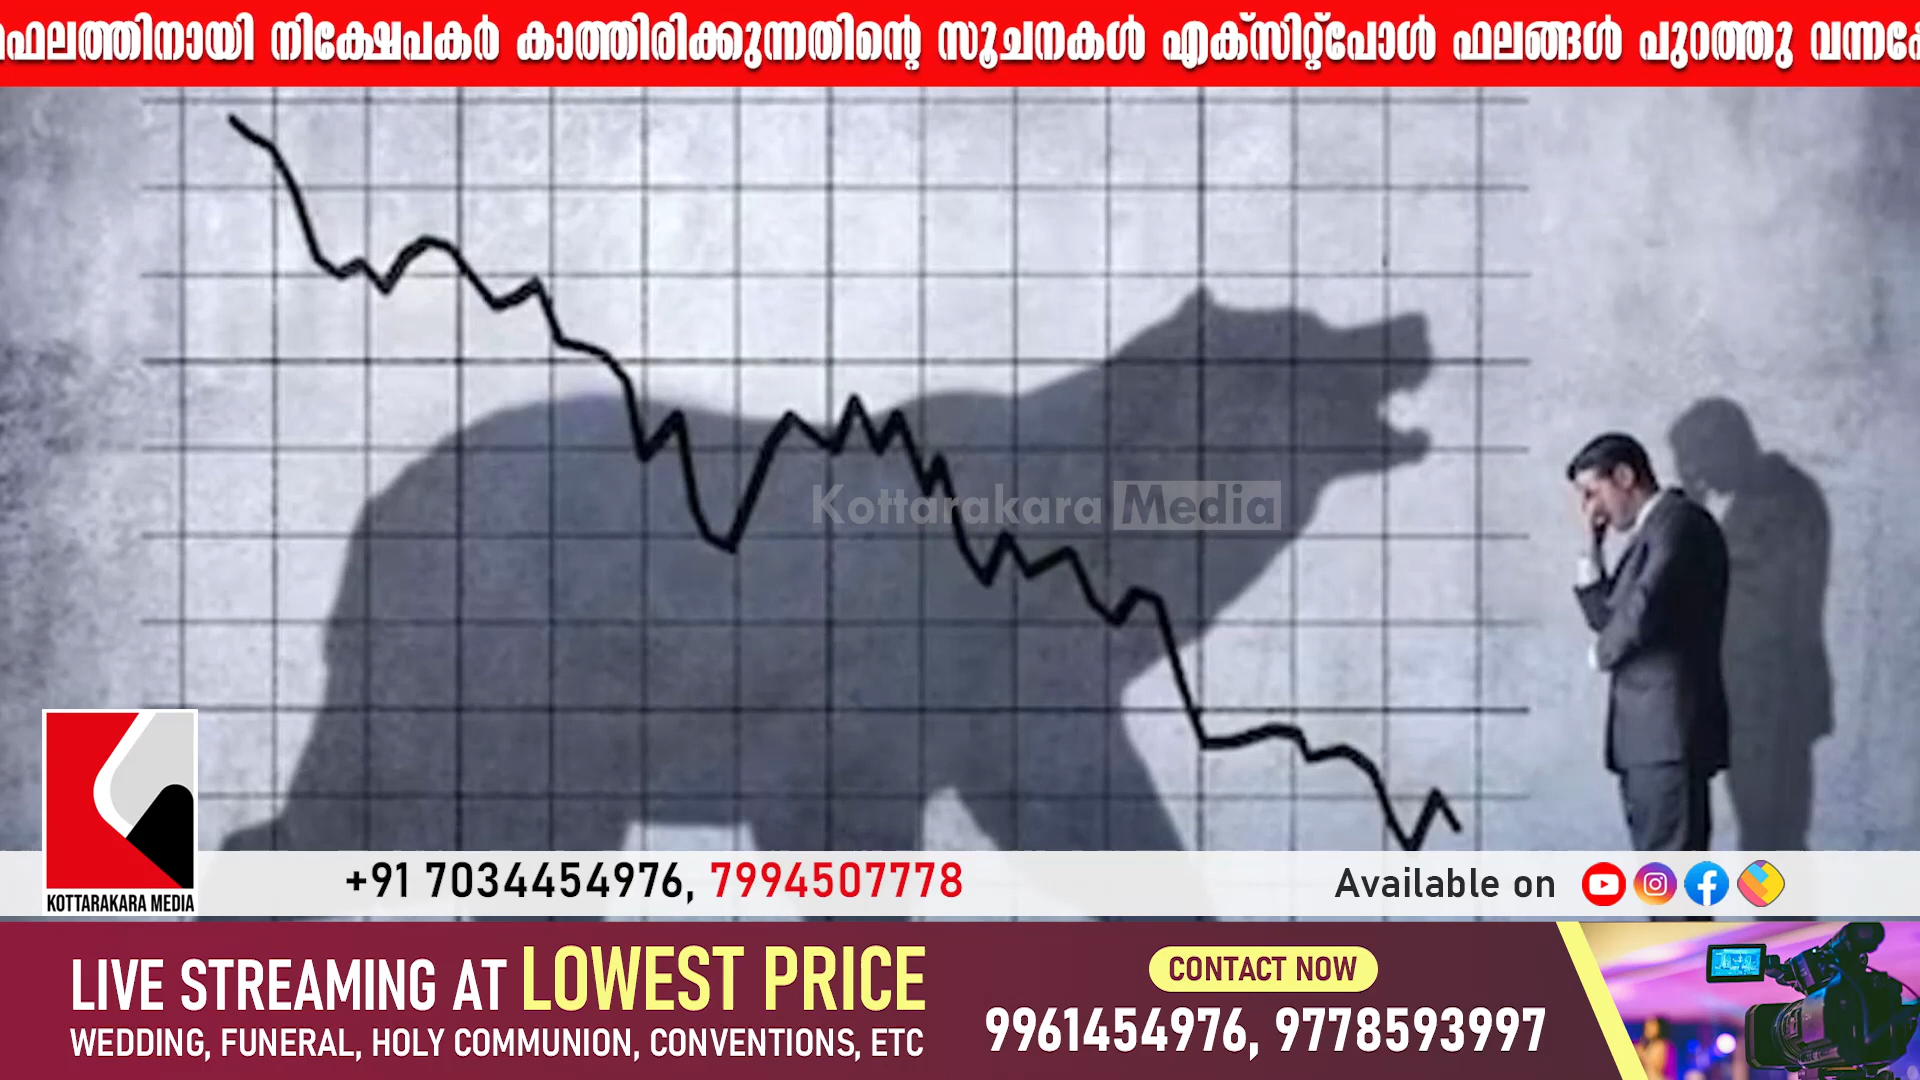 ഫലത്തിനായി നിക്ഷേപകർ കാത്തിരിക്കുന്നതിന്റെ സൂചനകൾ എക്സിറ്റ്പോൾ ഫലങ്ങൾ പുറത്തു
Kottarakara Media
KOTTARAKARA MEDIA
+91 7034454976, 7994507778
Available on
LIVE STREAMING AT LOWEST PRICE
WEDDING, FUNERAL, HOLY COMMUNION, CONVENTIONS, ETC
CONTACT NOW
9961454976, 9778593997